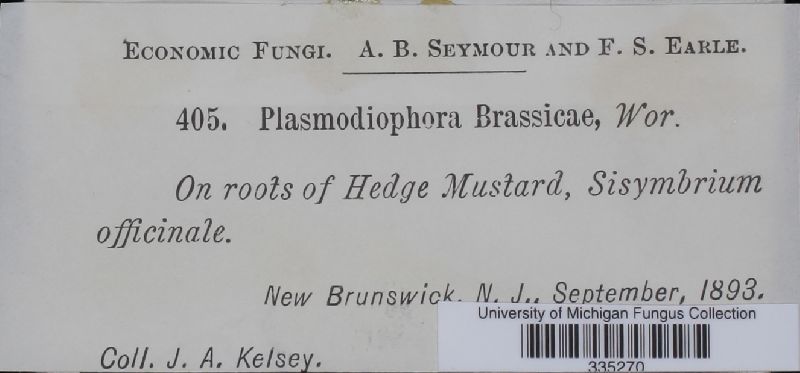 ECONOMIC FUNGI. A. B. SEYMOUR AND F. S. EARLE.
405. Plasmodiophora Brassicae, Wor.
On roots of Hedge Mustard, Sisymbrium
officinale.
New Brunswick, N. J., September, 1893.
University of Michigan Fungus Collection
335270
Coll. J. A. Kelsey.